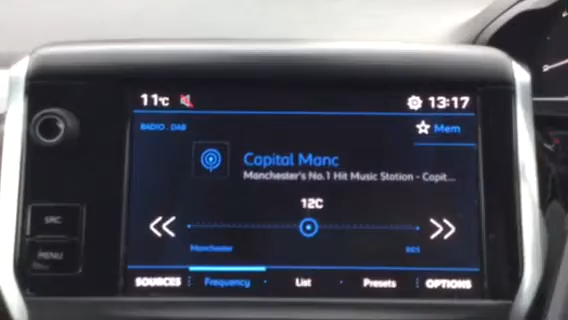 11°C 13:17
RADIO . DAB
Mem
Capital Manc
Manchester's No.1 Hit Music Station - Capit...
12C
Manchester
SRC
MENU
SOURCES Frequency List Presets OPTIONS